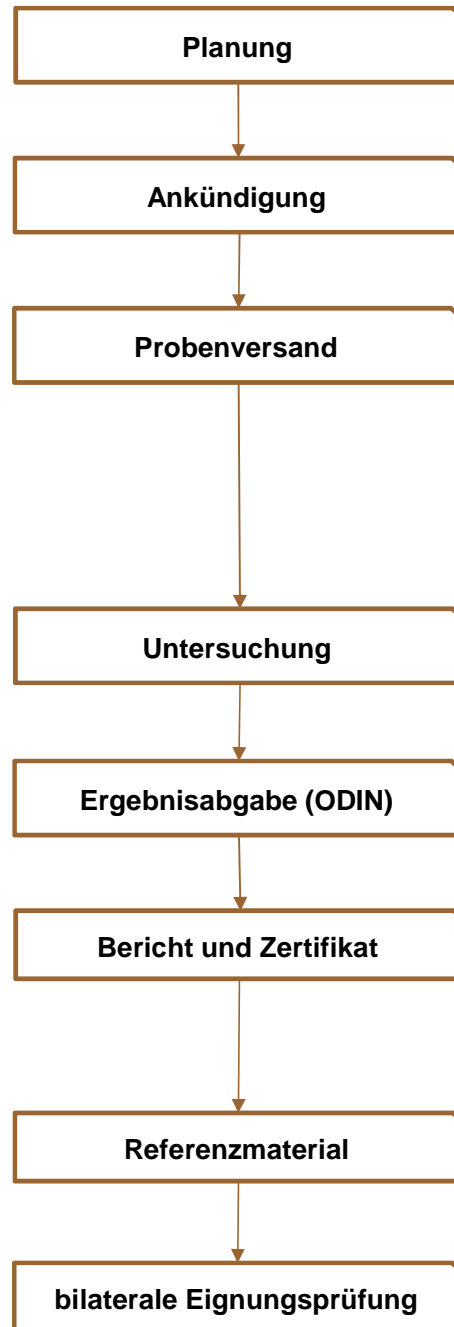 Planung
Ankündigung
Probenversand
Untersuchung
Ergebnisabgabe (ODIN)
Bericht und Zertifikat
Referenzmaterial
bilaterale Eignungsprüfung